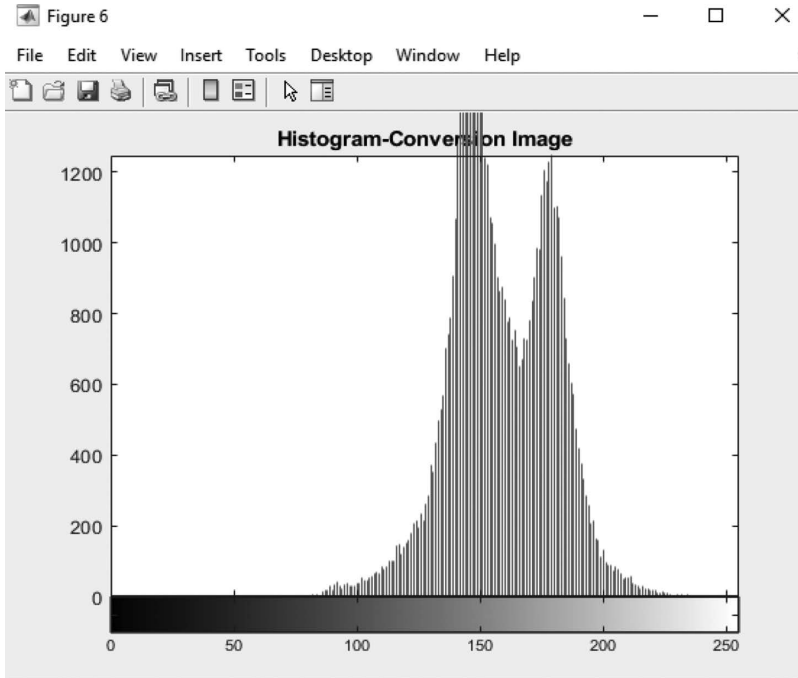 Figure 6
File Edit View Insert Tools Desktop Window Help
Histogram-Conversion Image
1200
1000
800
600
400
200
0
0 50 100 150 200 250